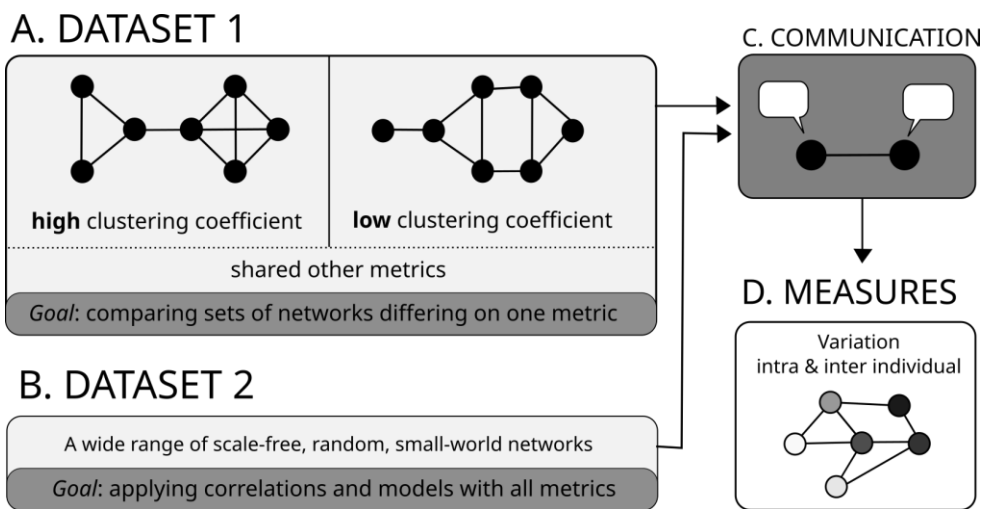 A. DATASET 1
high clustering coefficient
low clustering coefficient
shared other metrics
Goal: comparing sets of networks differing on one metric
B. DATASET 2
A wide range of scale-free, random, small-world networks
Goal: applying correlations and models with all metrics
C. COMMUNICATION
D. MEASURES
Variation
intra & inter individual